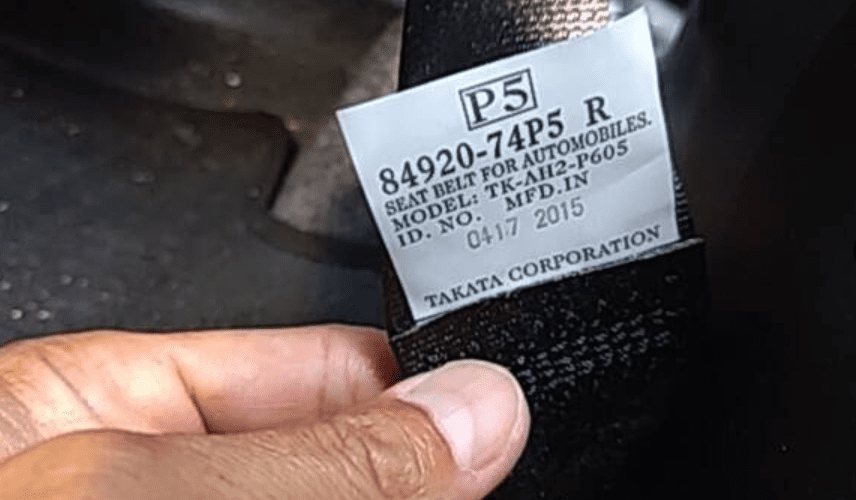 P5
84920-74P5 R
SEAT BELT FOR AUTOMOBILES.
MODEL: TK-AH2-P605
ID. NO. MFD.IN
0417 2015
TAKATA CORPORATION